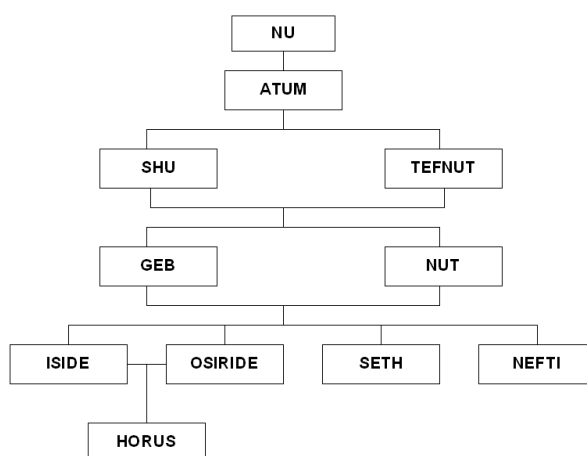 NU
ATUM
SHU
TEFNUT
GEB
NUT
ISIDE
OSIRIDE
SETH
NEFTI
HORUS